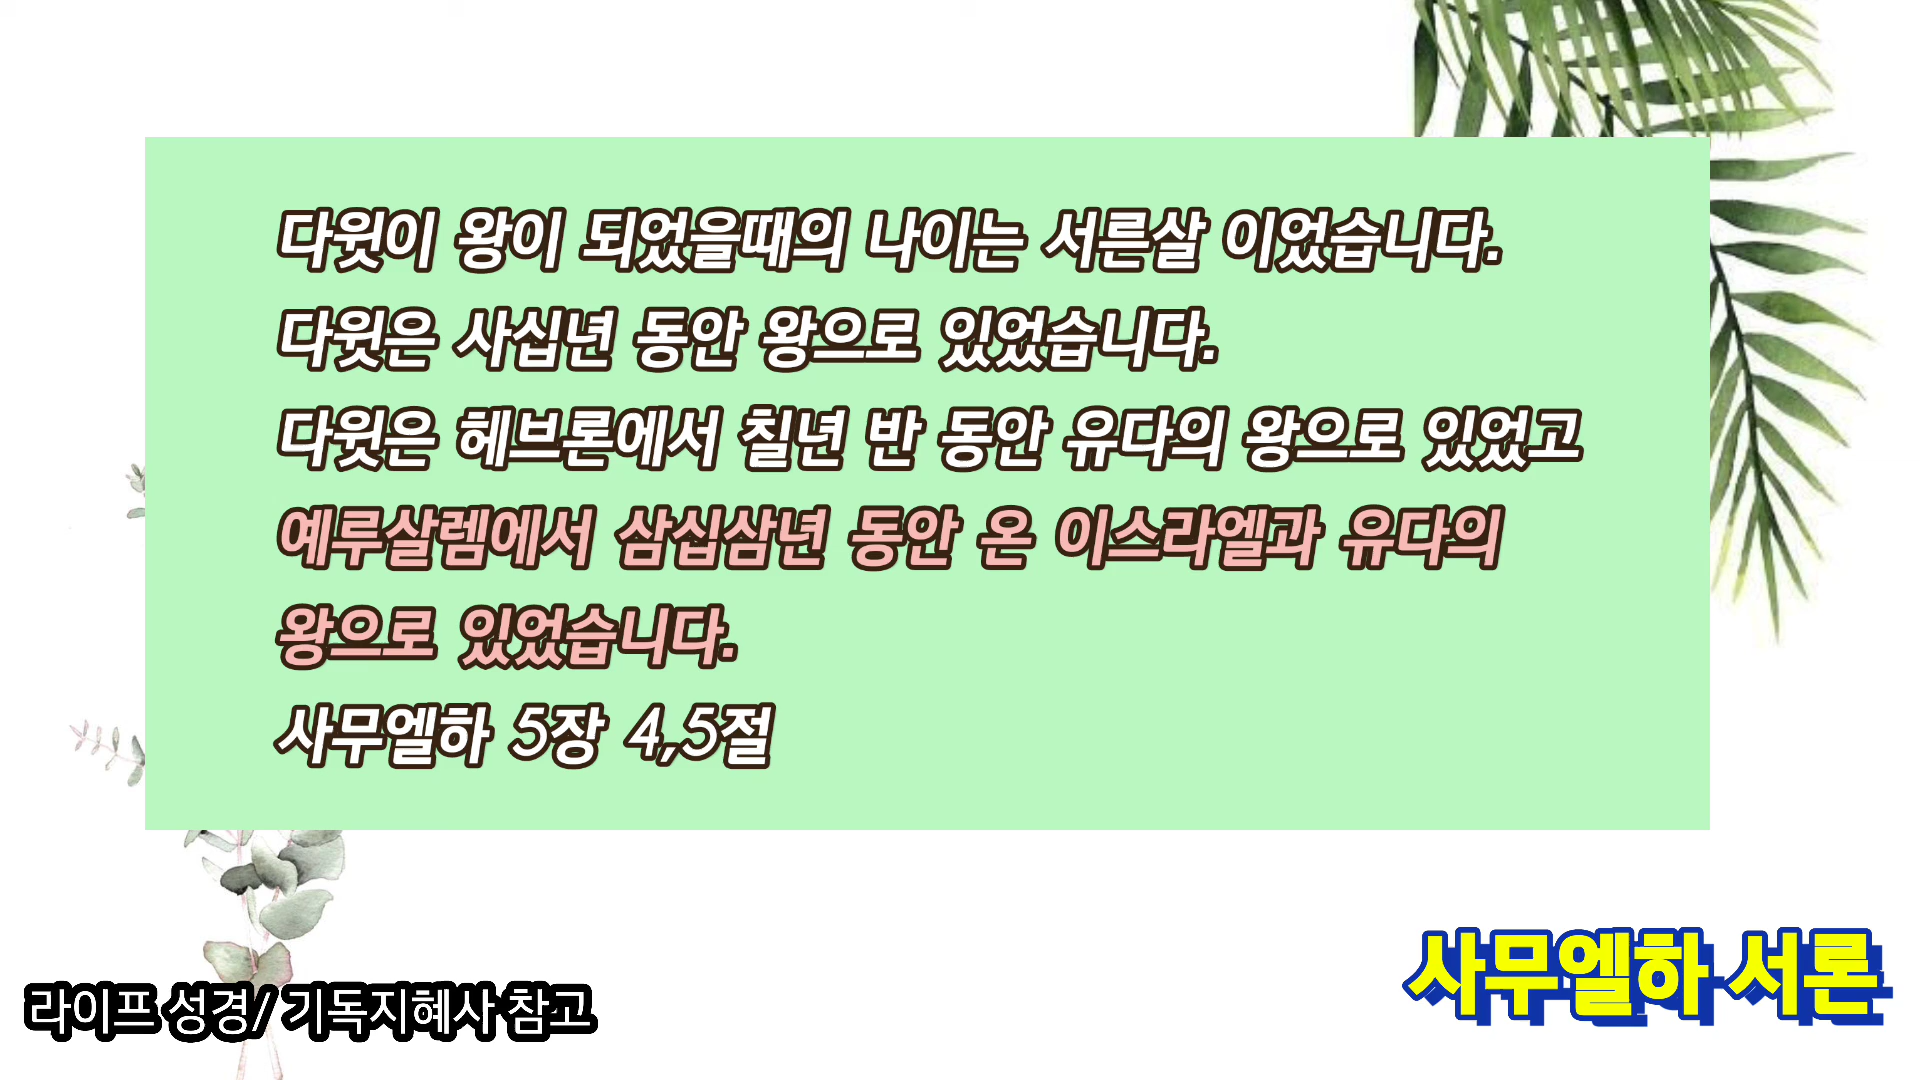 다윗이 왕이 되었을때의 나이는 서른살 이었습니다.
다윗은 사십년 동안 왕으로 있었습니다.
다윗은 헤브론에서 칠년 반 동안 유다의 왕으로 있었고
예루살렘에서 삼십삼년 동안 온 이스라엘과 유다의
왕으로 있었습니다.
사무엘하 5장 4,5절
사무엘하 서론
라이프 성경/ 기독지혜사 참고